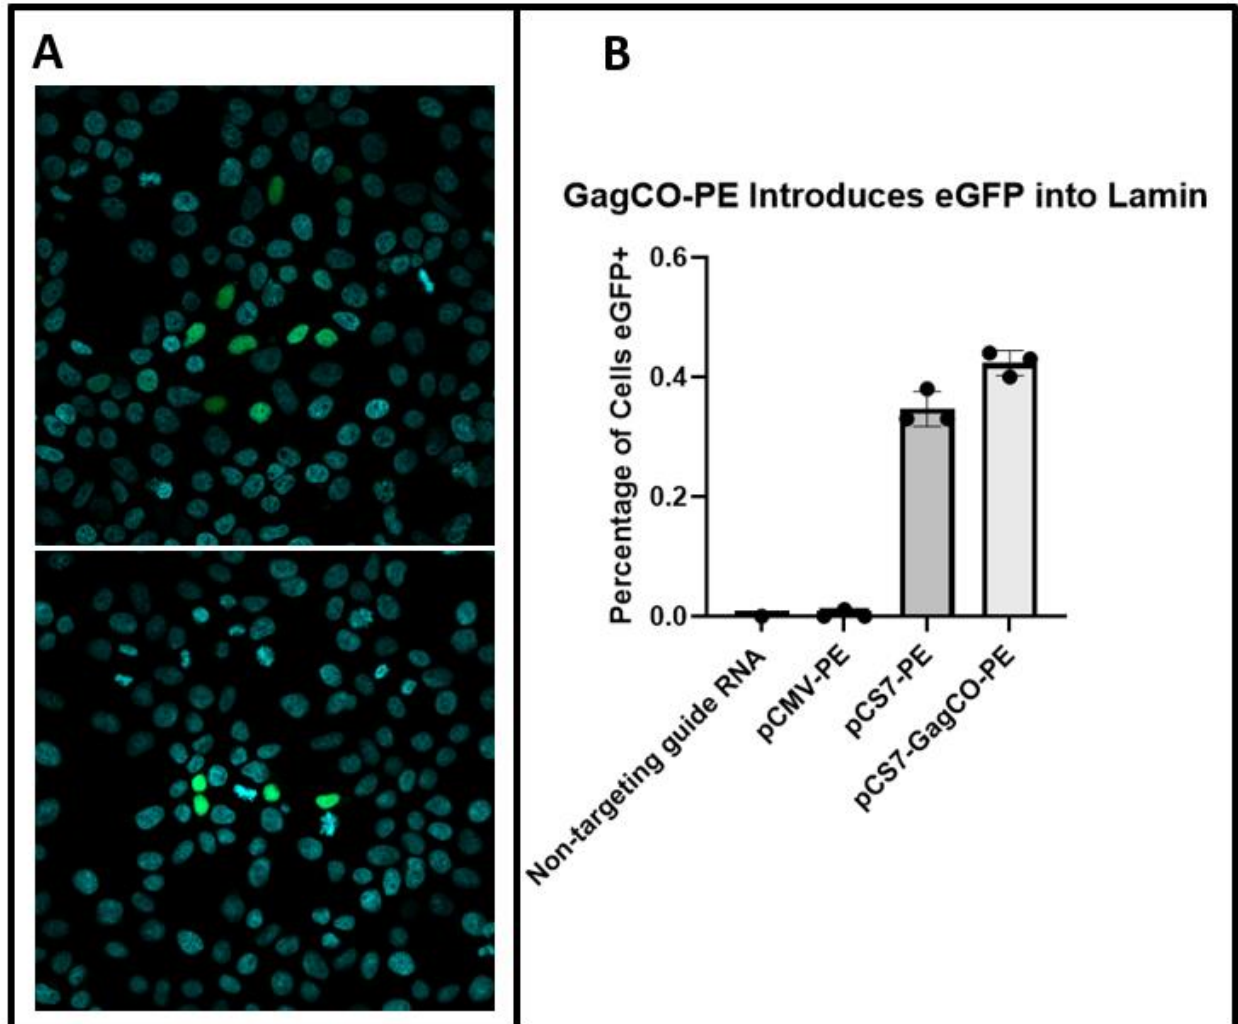 A
B
GagCO-PE Introduces eGFP into Lamin
Percentage of Cells eGFP+
0.6
0.4
0.2
0.0
Non-targeting guide RNA
pCMV-PE
pCS7-PE
pCS7-GagCO-PE